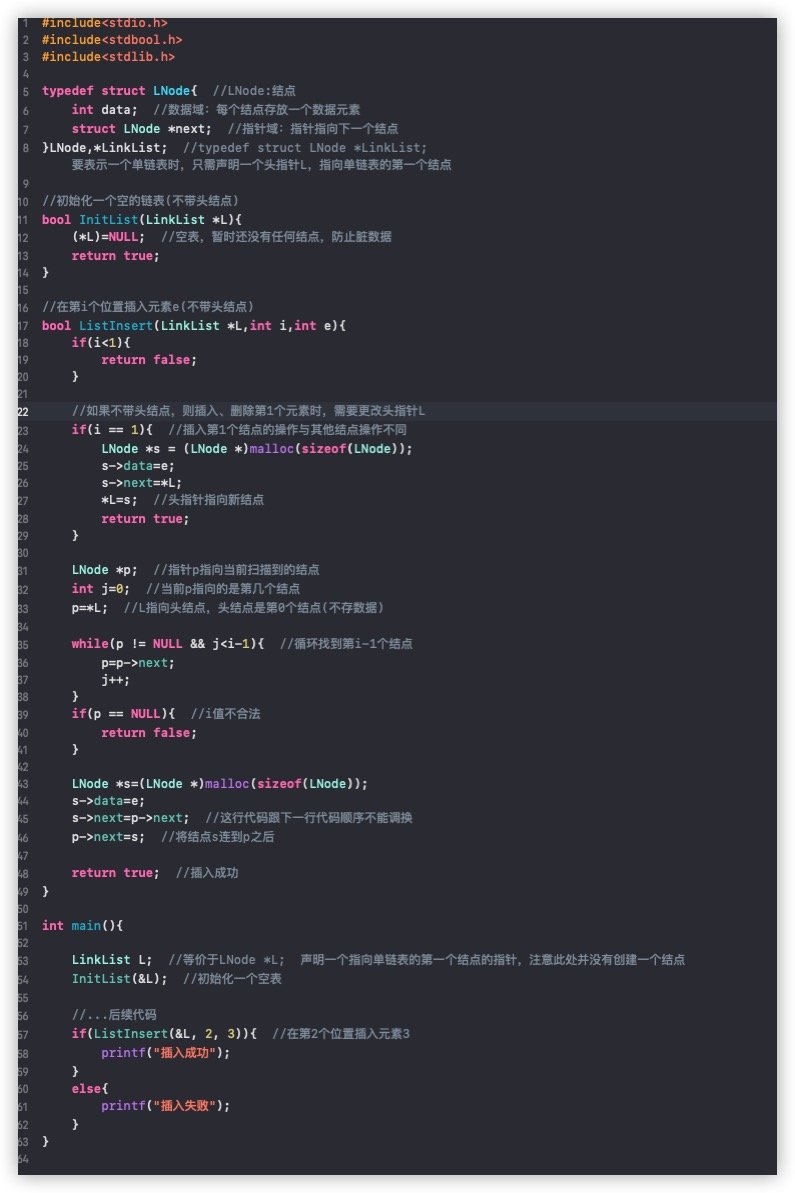 1 #include<stdio.h>
2 #include<stdbool.h>
3 #include<stdlib.h>
4
5 typedef struct LNode{  //LNode:结点
6     int data;  //数据域：每个结点存放一个数据元素
7     struct LNode *next;  //指针域：指针指向下一个结点
8 }LNode,*LinkList;  //typedef struct LNode *LinkList;
    要表示一个单链表时，只需声明一个头指针L，指向单链表的第一个结点
9
10 //初始化一个空的链表(不带头结点)
11 bool InitList(LinkList *L){
12     (*L)=NULL;  //空表，暂时还没有任何结点，防止脏数据
13     return true;
14 }
15
16 //在第i个位置插入元素e(不带头结点)
17 bool ListInsert(LinkList *L,int i,int e){
18     if(i<1){
19         return false;
20     }
21
22     //如果不带头结点，则插入、删除第1个元素时，需要更改头指针L
23     if(i == 1){  //插入第1个结点的操作与其他结点操作不同
24         LNode *s = (LNode *)malloc(sizeof(LNode));
25         s->data=e;
26         s->next=*L;
27         *L=s;  //头指针指向新结点
28         return true;
29     }
30
31     LNode *p;  //指针p指向当前扫描到的结点
32     int j=0;  //当前p指向的是第几个结点
33     p=*L;  //L指向头结点，头结点是第0个结点(不存数据)
34
35     while(p != NULL && j<i-1){  //循环找到第i-1个结点
36         p=p->next;
37         j++;
38     }
39     if(p == NULL){  //i值不合法
40         return false;
41     }
42
43     LNode *s=(LNode *)malloc(sizeof(LNode));
44     s->data=e;
45     s->next=p->next;  //这行代码跟下一行代码顺序不能调换
46     p->next=s;  //将结点s连到p之后
47
48     return true;  //插入成功
49 }
50
51 int main(){
52
53     LinkList L;  //等价于LNode *L;  声明一个指向单链表的第一个结点的指针，注意此处并没有创建一个结点
54     InitList(&L);  //初始化一个空表
55
56     //...后续代码
57     if(ListInsert(&L, 2, 3)){  //在第2个位置插入元素3
58         printf("插入成功");
59     }
60     else{
61         printf("插入失败");
62     }
63 }
64